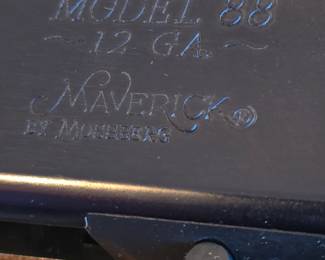 MODEL 88
~ 12 GA. ~
MAVERICK®
BY MOSSBERG